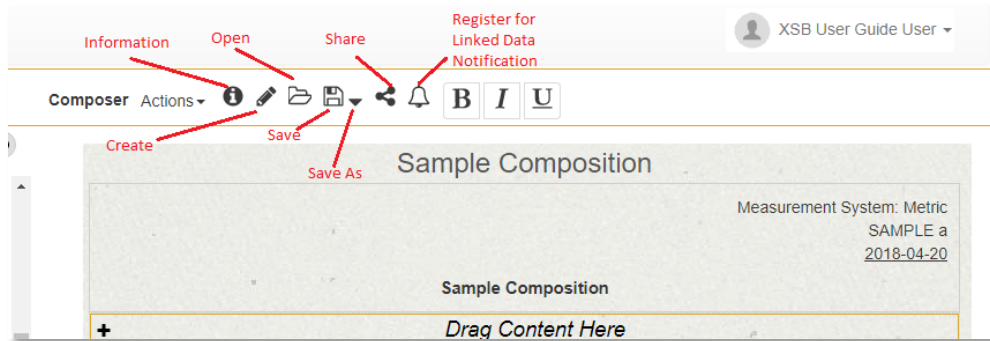 Register for
Linked Data
Notification
Information
Open
Share
XSB User Guide User
Composer Actions
B I U
Create
Save
Save As
Sample Composition
Measurement System: Metric
SAMPLE a
2018-04-20
Sample Composition
+ Drag Content Here